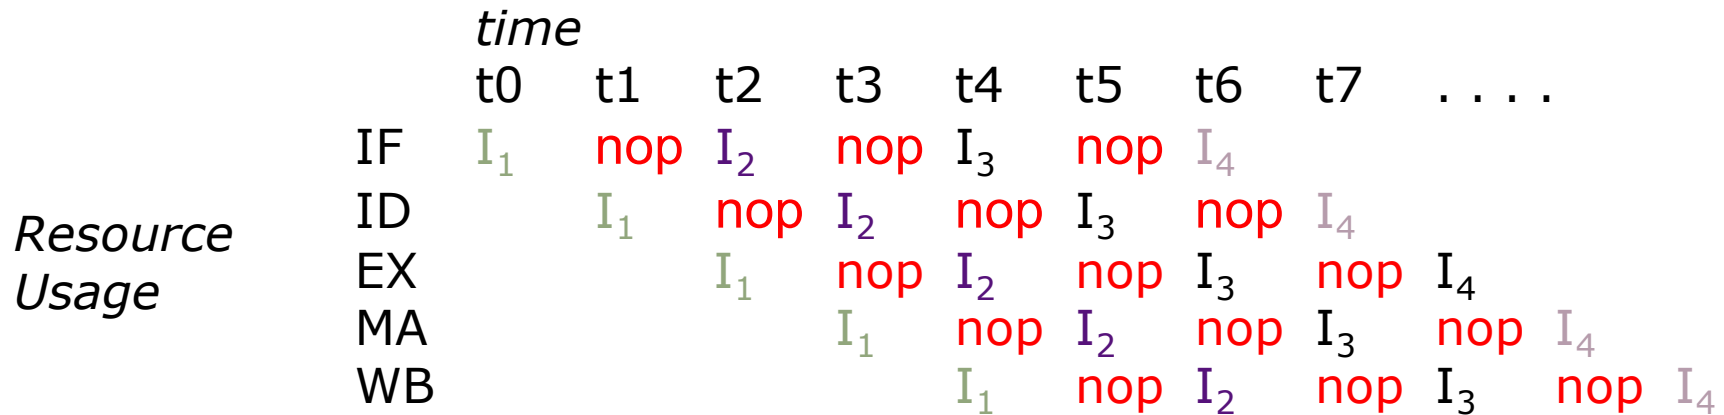 time
t0 t1 t2 t3 t4 t5 t6 t7 . . . .
IF I₁ nop I₂ nop I₃ nop I₄
ID I₁ nop I₂ nop I₃ nop I₄
Resource
EX I₁ nop I₂ nop I₃ nop I₄
Usage
MA I₁ nop I₂ nop I₃ nop I₄
WB I₁ nop I₂ nop I₃ nop I₄